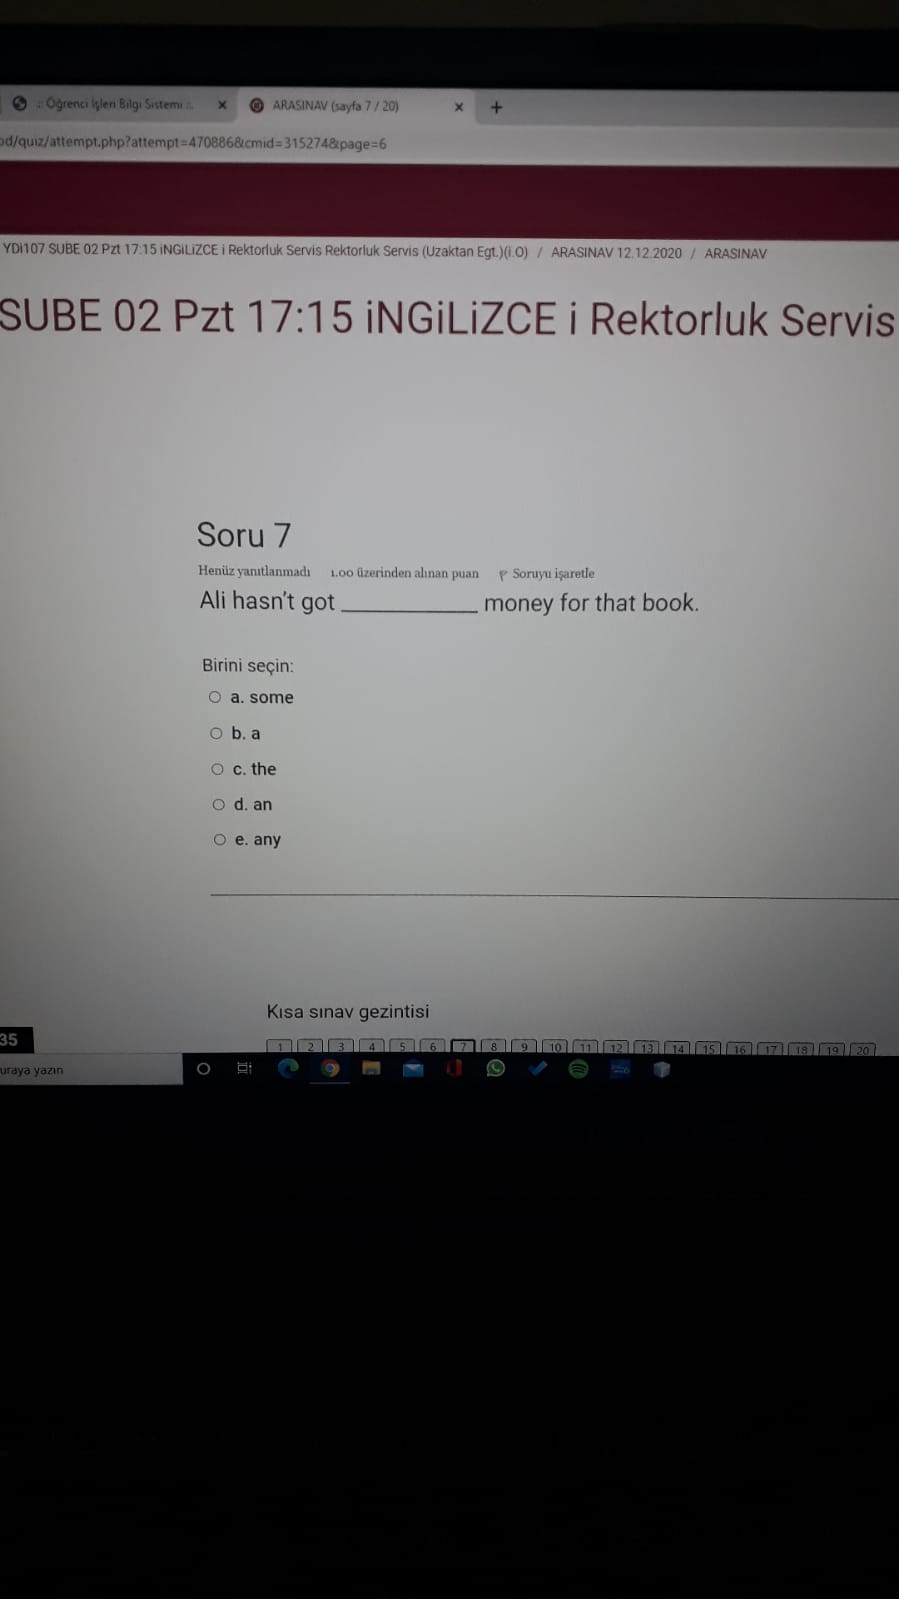 .:: Öğrenci İşleri Bilgi Sistemi ::.
ARASINAV (sayfa 7 / 20)
od/quiz/attempt.php?attempt=470886&cmid=315274&page=6
YDİ107 SUBE 02 Pzt 17:15 iNGiLiZCE i Rektorluk Servis Rektorluk Servis (Uzaktan Egt.)(i.O) / ARASINAV 12.12.2020 / ARASINAV
SUBE 02 Pzt 17:15 iNGiLiZCE i Rektorluk Servis
Soru 7
Henüz yanıtlanmadı 1.00 üzerinden alınan puan Soruyu işaretle
Ali hasn't got ____________ money for that book.
Birini seçin:
a. some
b. a
c. the
d. an
e. any
Kısa sınav gezintisi
35
1 2 3 4 5 6 7 8 9 10 11 12 13 14 15 16 17 18 19 20
uraya yazın